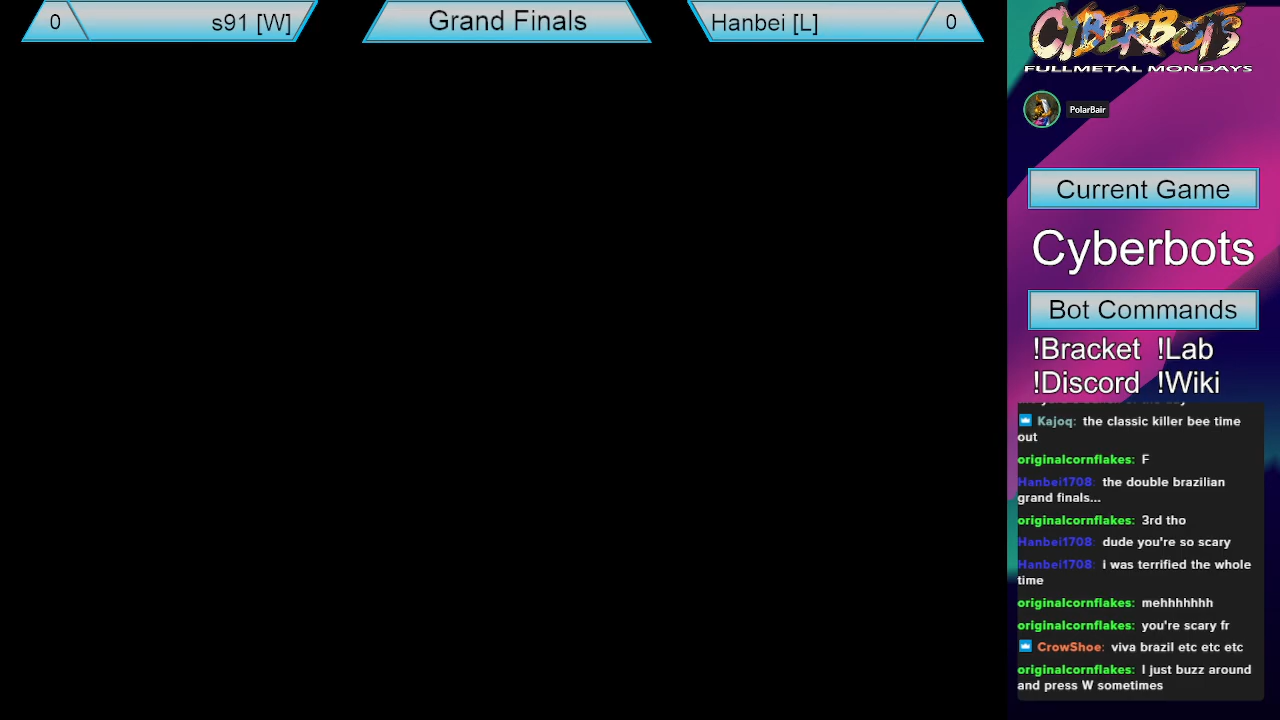 0
s91 [W]
Grand Finals
Hanbei [L]
0
CYBERBOTS
FULLMETAL MONDAYS
PolarBair
Current Game
Cyberbots
Bot Commands
!Bracket !Lab
!Discord !Wiki
Kajoq: the classic killer bee time
out
originalcornflakes: F
Hanbei1708: the double brazilian
grand finals...
originalcornflakes: 3rd tho
Hanbei1708: dude you're so scary
Hanbei1708: i was terrified the whole
time
originalcornflakes: mehhhhhhh
originalcornflakes: you're scary fr
CrowShoe: viva brazil etc etc etc
originalcornflakes: I just buzz around
and press W sometimes